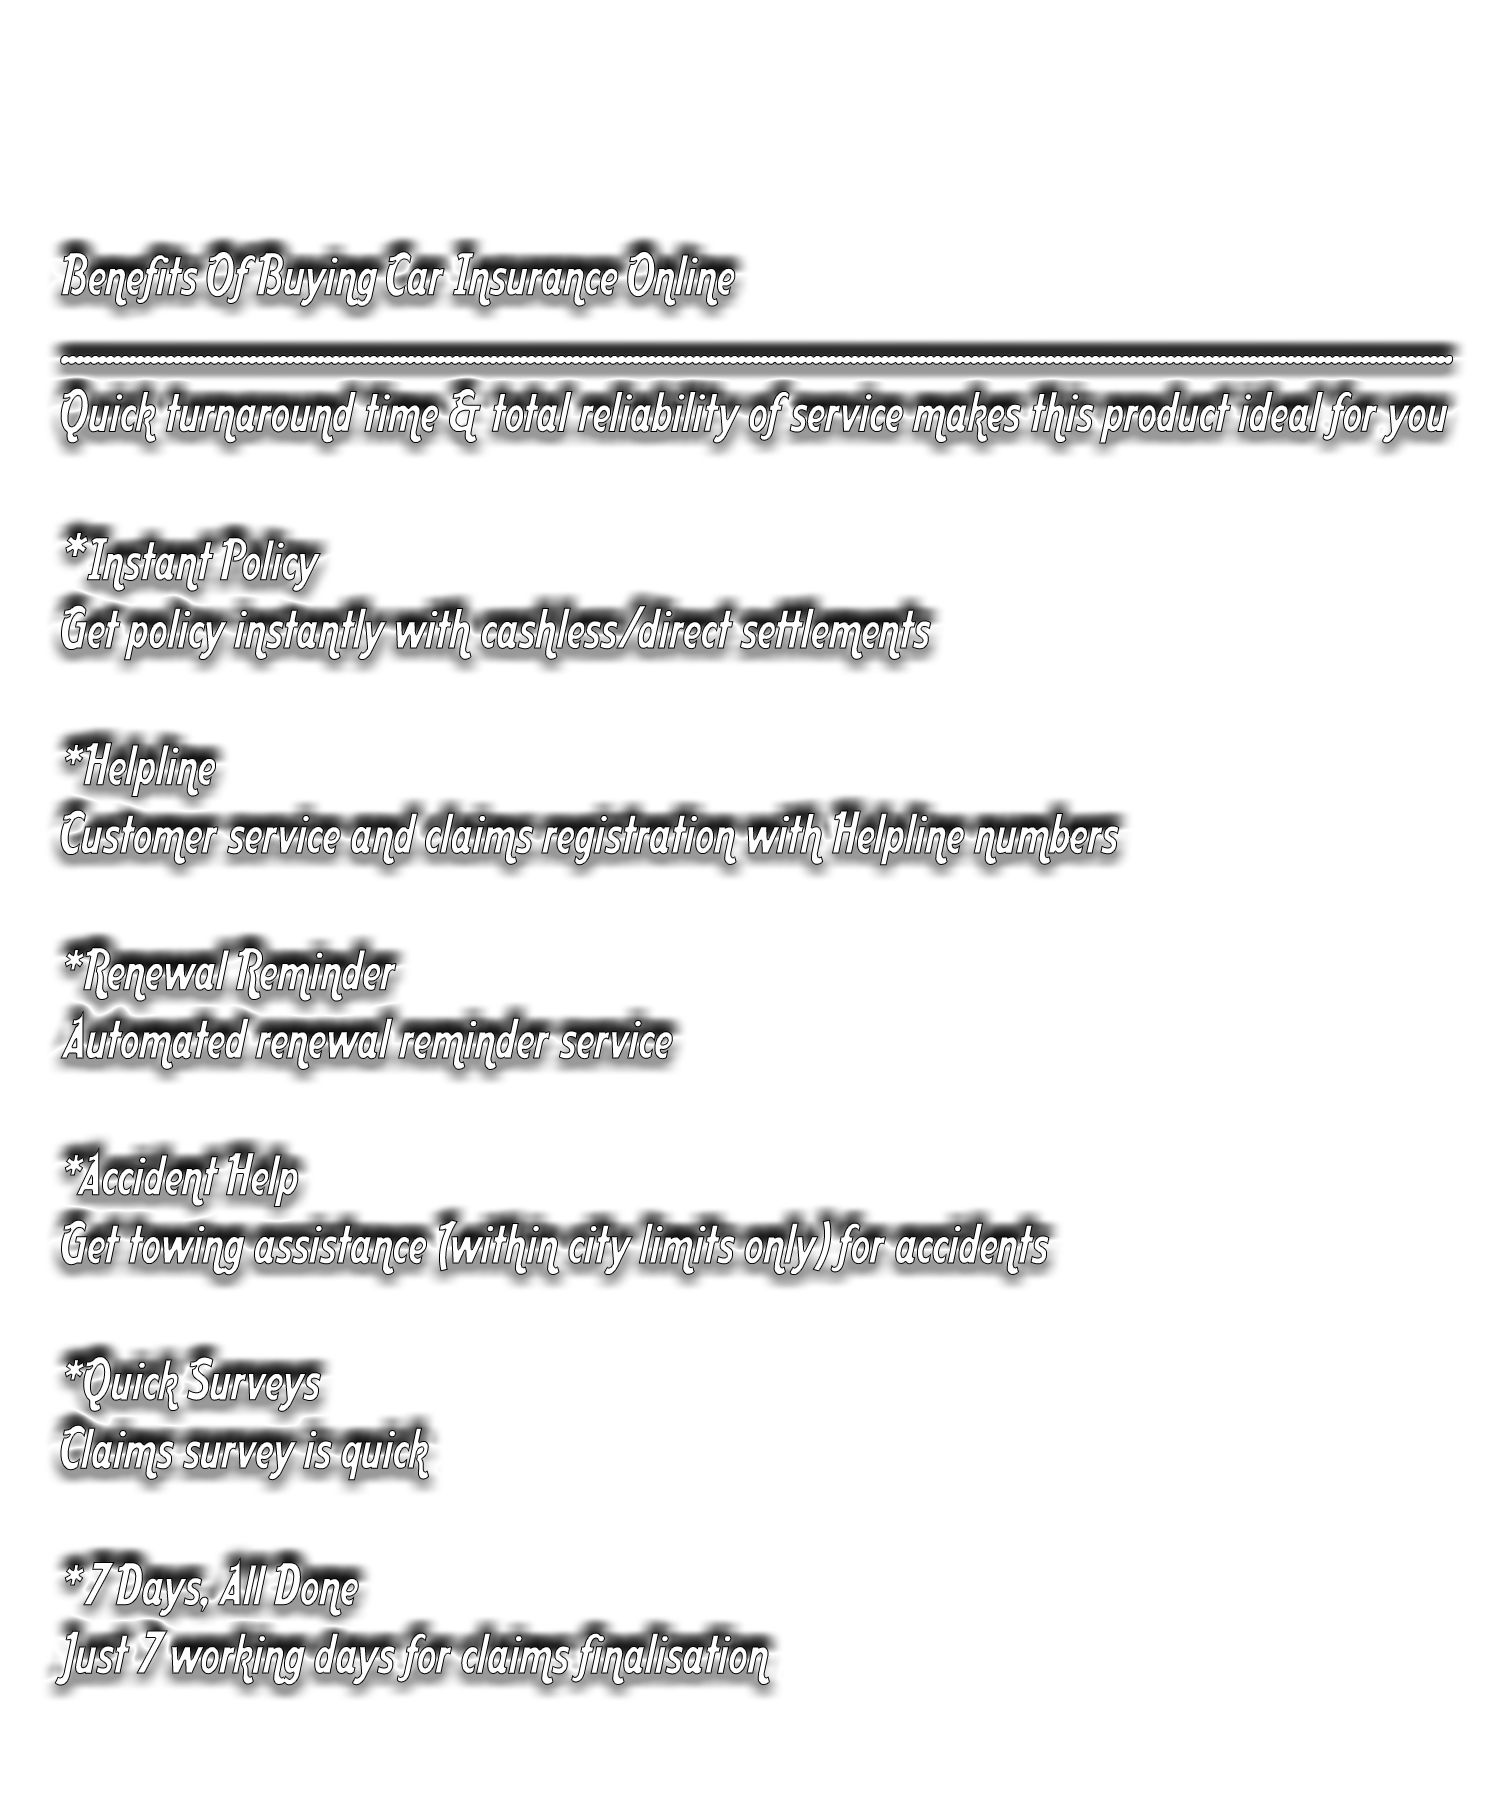 Benefits Of Buying Car Insurance Online
Quick turnaround time & total reliability of service makes this product ideal for you
*Instant Policy
Get policy instantly with cashless/direct settlements
*Helpline
Customer service and claims registration with Helpline numbers
*Renewal Reminder
Automated renewal reminder service
*Accident Help
Get towing assistance (within city limits only) for accidents
*Quick Surveys
Claims survey is quick
*7 Days, All Done
Just 7 working days for claims finalisation